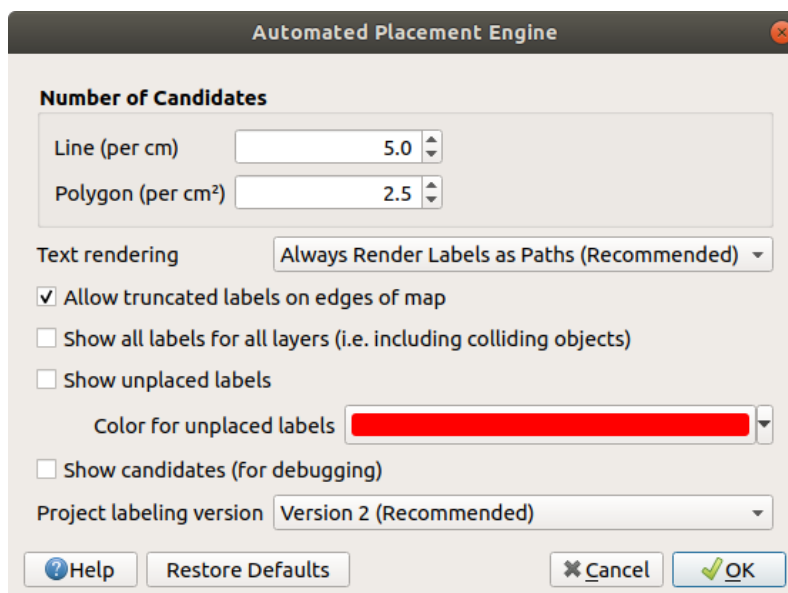 Automated Placement Engine
Number of Candidates
Line (per cm) 5.0
Polygon (per cm²) 2.5
Text rendering Always Render Labels as Paths (Recommended)
Allow truncated labels on edges of map
Show all labels for all layers (i.e. including colliding objects)
Show unplaced labels
Color for unplaced labels
Show candidates (for debugging)
Project labeling version Version 2 (Recommended)
Help Restore Defaults Cancel OK